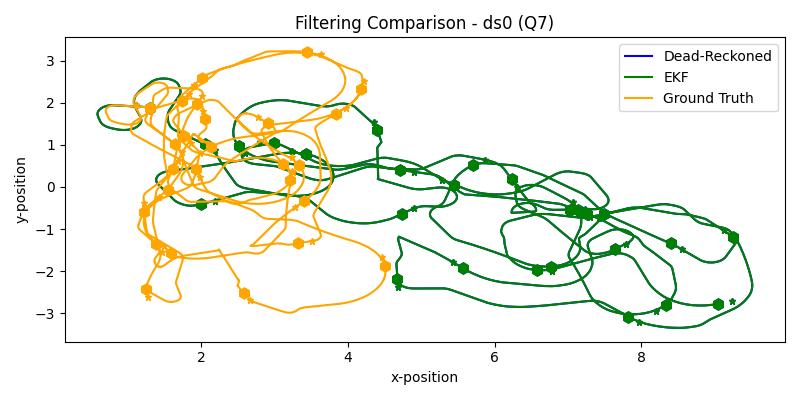 Filtering Comparison - ds0 (Q7)
Dead-Reckoned
EKF
Ground Truth
3
2
1
0
−1
−2
−3
y-position
2
4
6
8
x-position